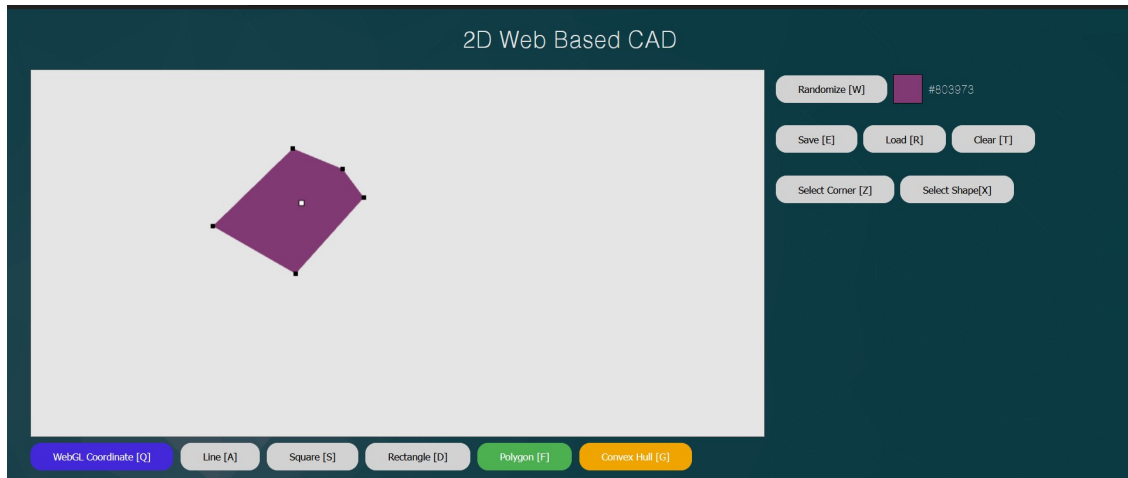 2D Web Based CAD
Randomize [W] #803973
Save [E] Load [R] Clear [T]
Select Corner [Z] Select Shape[X]
WebGL Coordinate [Q] Line [A] Square [S] Rectangle [D] Polygon [F] Convex Hull [G]